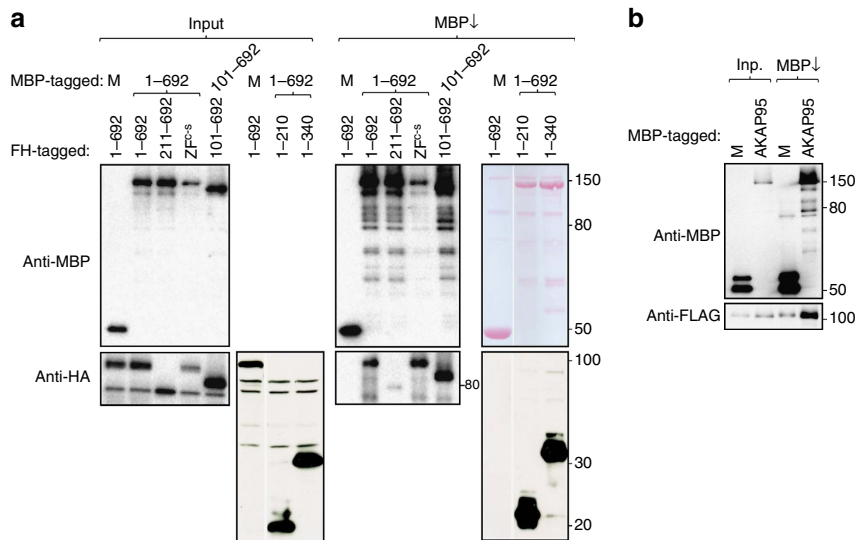 a
Input
MBP↓
MBP-tagged: M 1–692 101–692 M 1–692 M 1–692 101–692 M 1–692
FH-tagged: 1–692 1–692 211–692 ZFc-s 101–692 1–692 1–210 1–340 1–692 1–692 211–692 ZFc-s 101–692 1–692 1–210 1–340
Anti-MBP
150
80
50
Anti-HA
80
100
30
20
b
Inp. MBP↓
MBP-tagged: M AKAP95 M AKAP95
Anti-MBP
150
80
50
Anti-FLAG
100